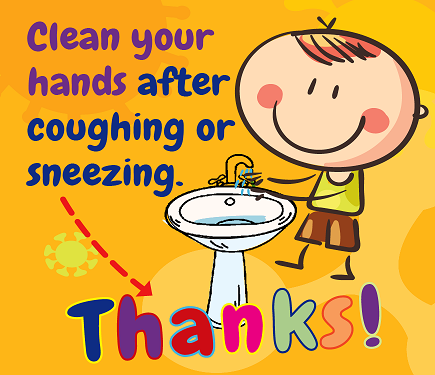 Clean your
hands after
coughing or
sneezing.
Thanks!